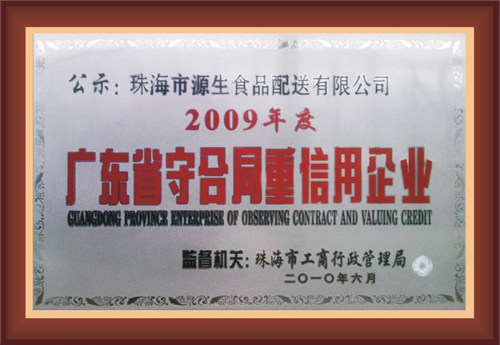 公示：珠海市源生食品配送有限公司
2009年度
广东省守合同重信用企业
GUANGDONG PROVINCE ENTERPRISE OF OBSERVING CONTRACT AND VALUING CREDIT
监督机关：珠海市工商行政管理局
二〇一〇年六月